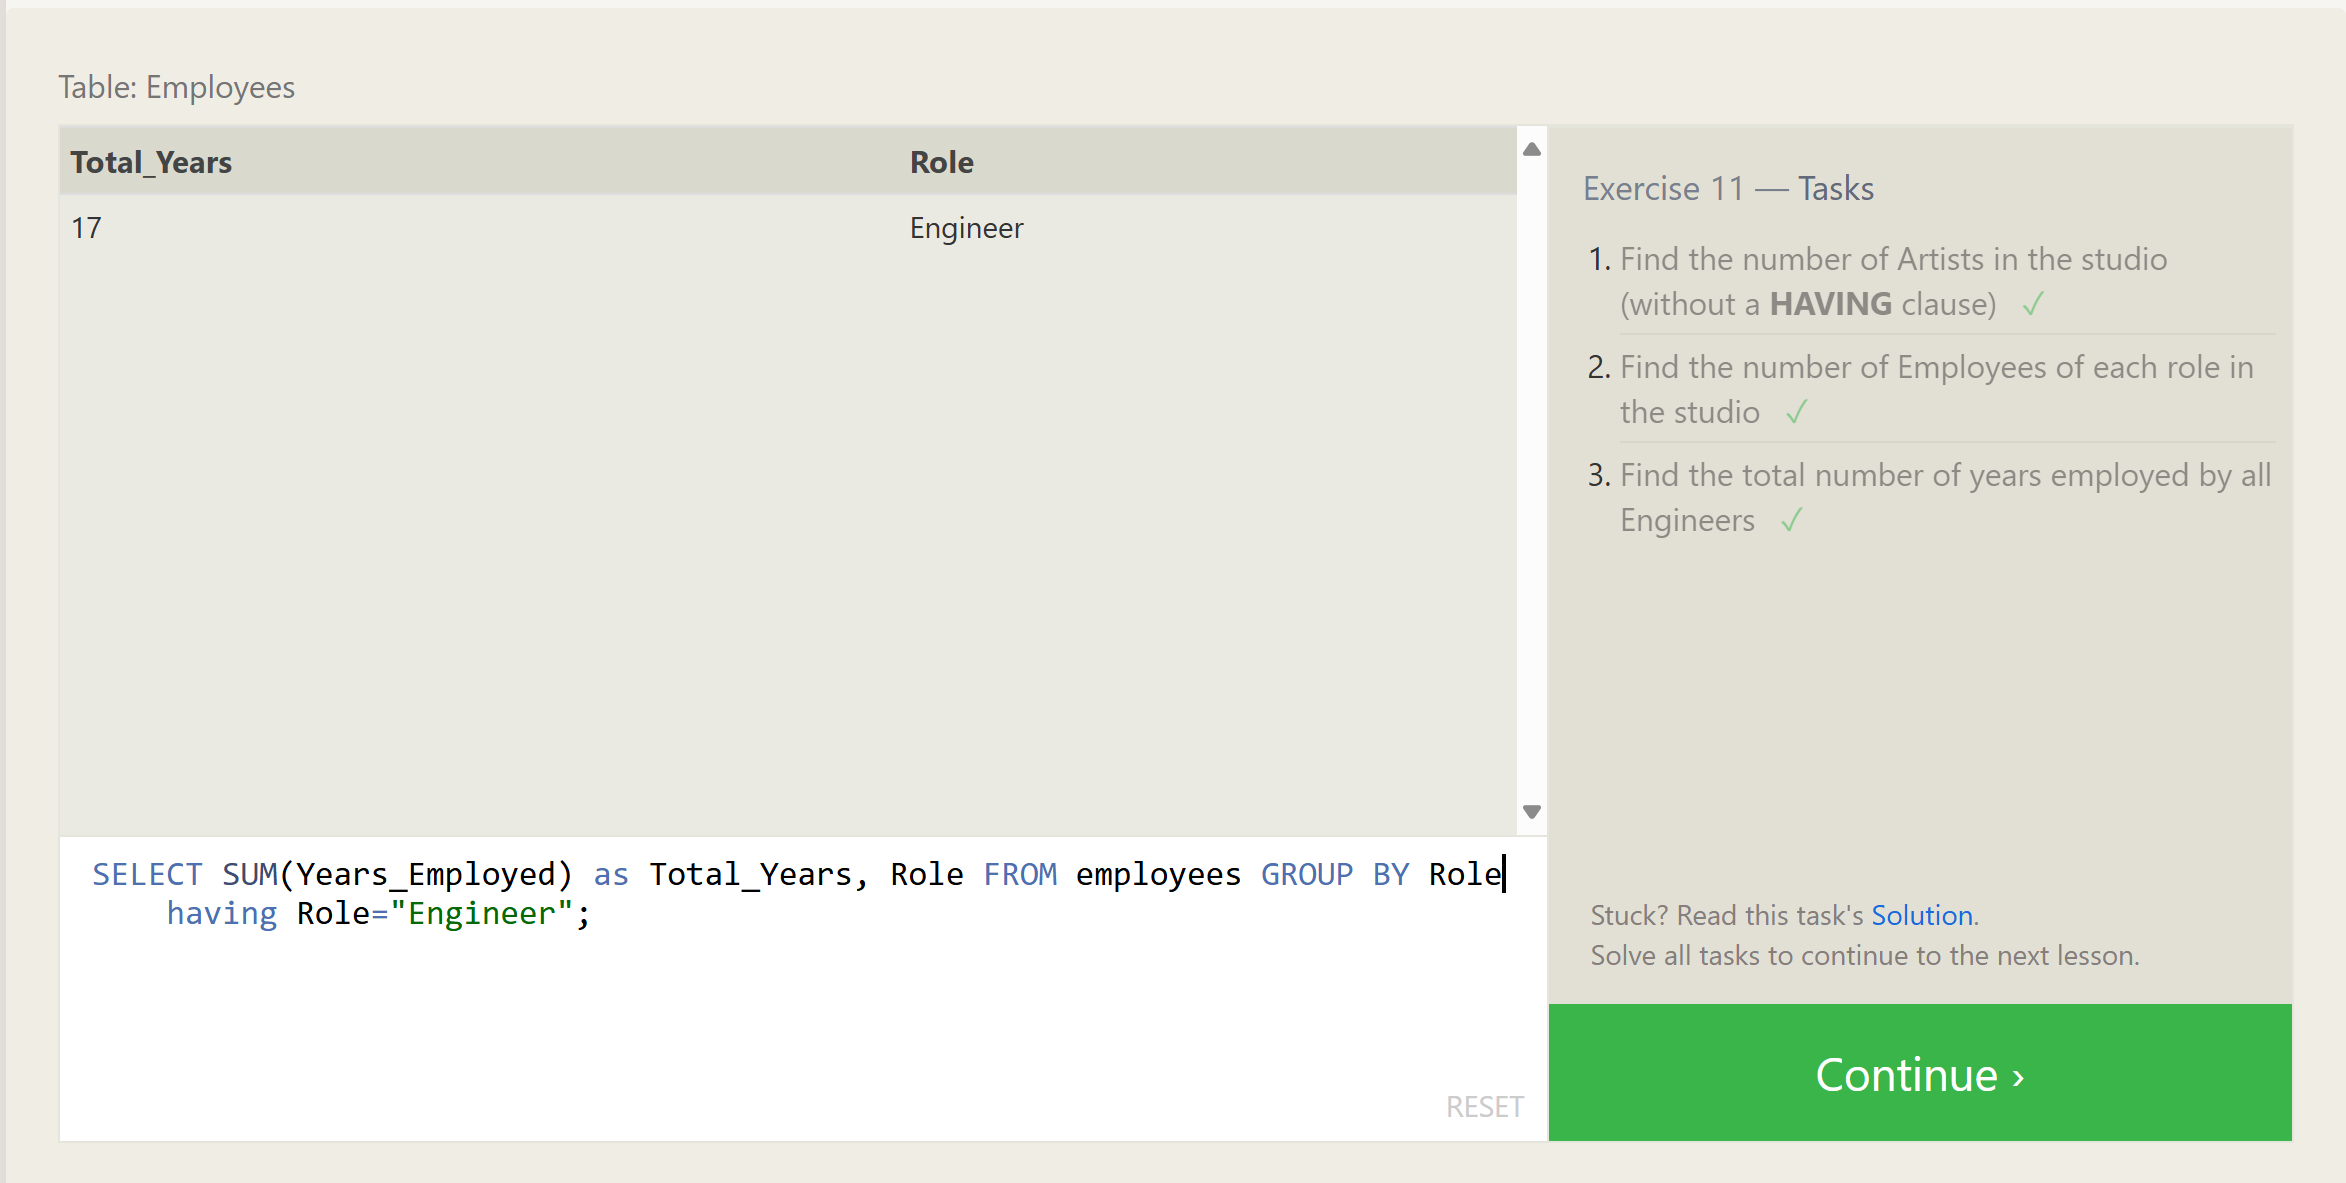 Table: Employees
Total_Years Role
17 Engineer
SELECT SUM(Years_Employed) as Total_Years, Role FROM employees GROUP BY Role
having Role="Engineer";
RESET
Exercise 11 — Tasks
1. Find the number of Artists in the studio
(without a HAVING clause) ✓
2. Find the number of Employees of each role in
the studio ✓
3. Find the total number of years employed by all
Engineers ✓
Stuck? Read this task's Solution.
Solve all tasks to continue to the next lesson.
Continue ›